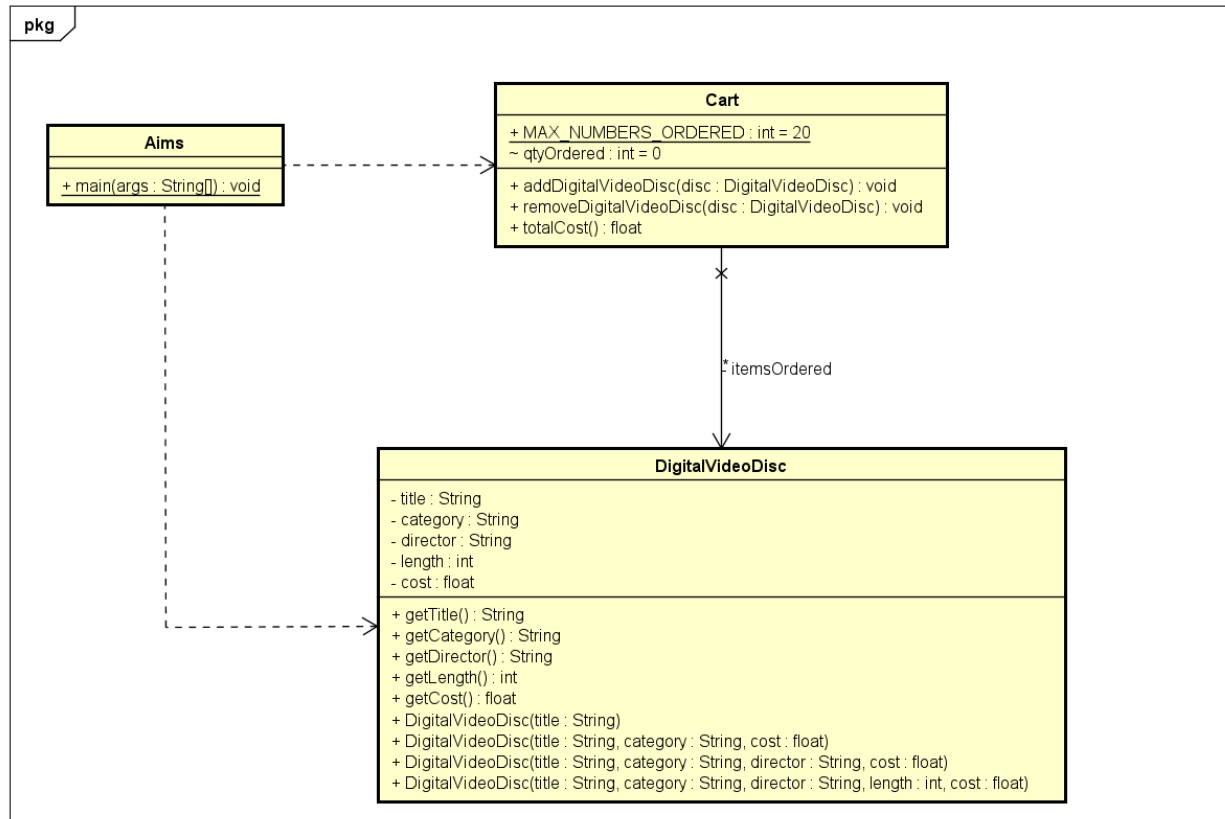 pkg
Aims
+ main(args : String[]) : void
Cart
+ MAX_NUMBERS_ORDERED : int = 20
~ qtyOrdered : int = 0
+ addDigitalVideoDisc(disc : DigitalVideoDisc) : void
+ removeDigitalVideoDisc(disc : DigitalVideoDisc) : void
+ totalCost() : float
*
- itemsOrdered
DigitalVideoDisc
- title : String
- category : String
- director : String
- length : int
- cost : float
+ getTitle() : String
+ getCategory() : String
+ getDirector() : String
+ getLength() : int
+ getCost() : float
+ DigitalVideoDisc(title : String)
+ DigitalVideoDisc(title : String, category : String, cost : float)
+ DigitalVideoDisc(title : String, category : String, director : String, cost : float)
+ DigitalVideoDisc(title : String, category : String, director : String, length : int, cost : float)